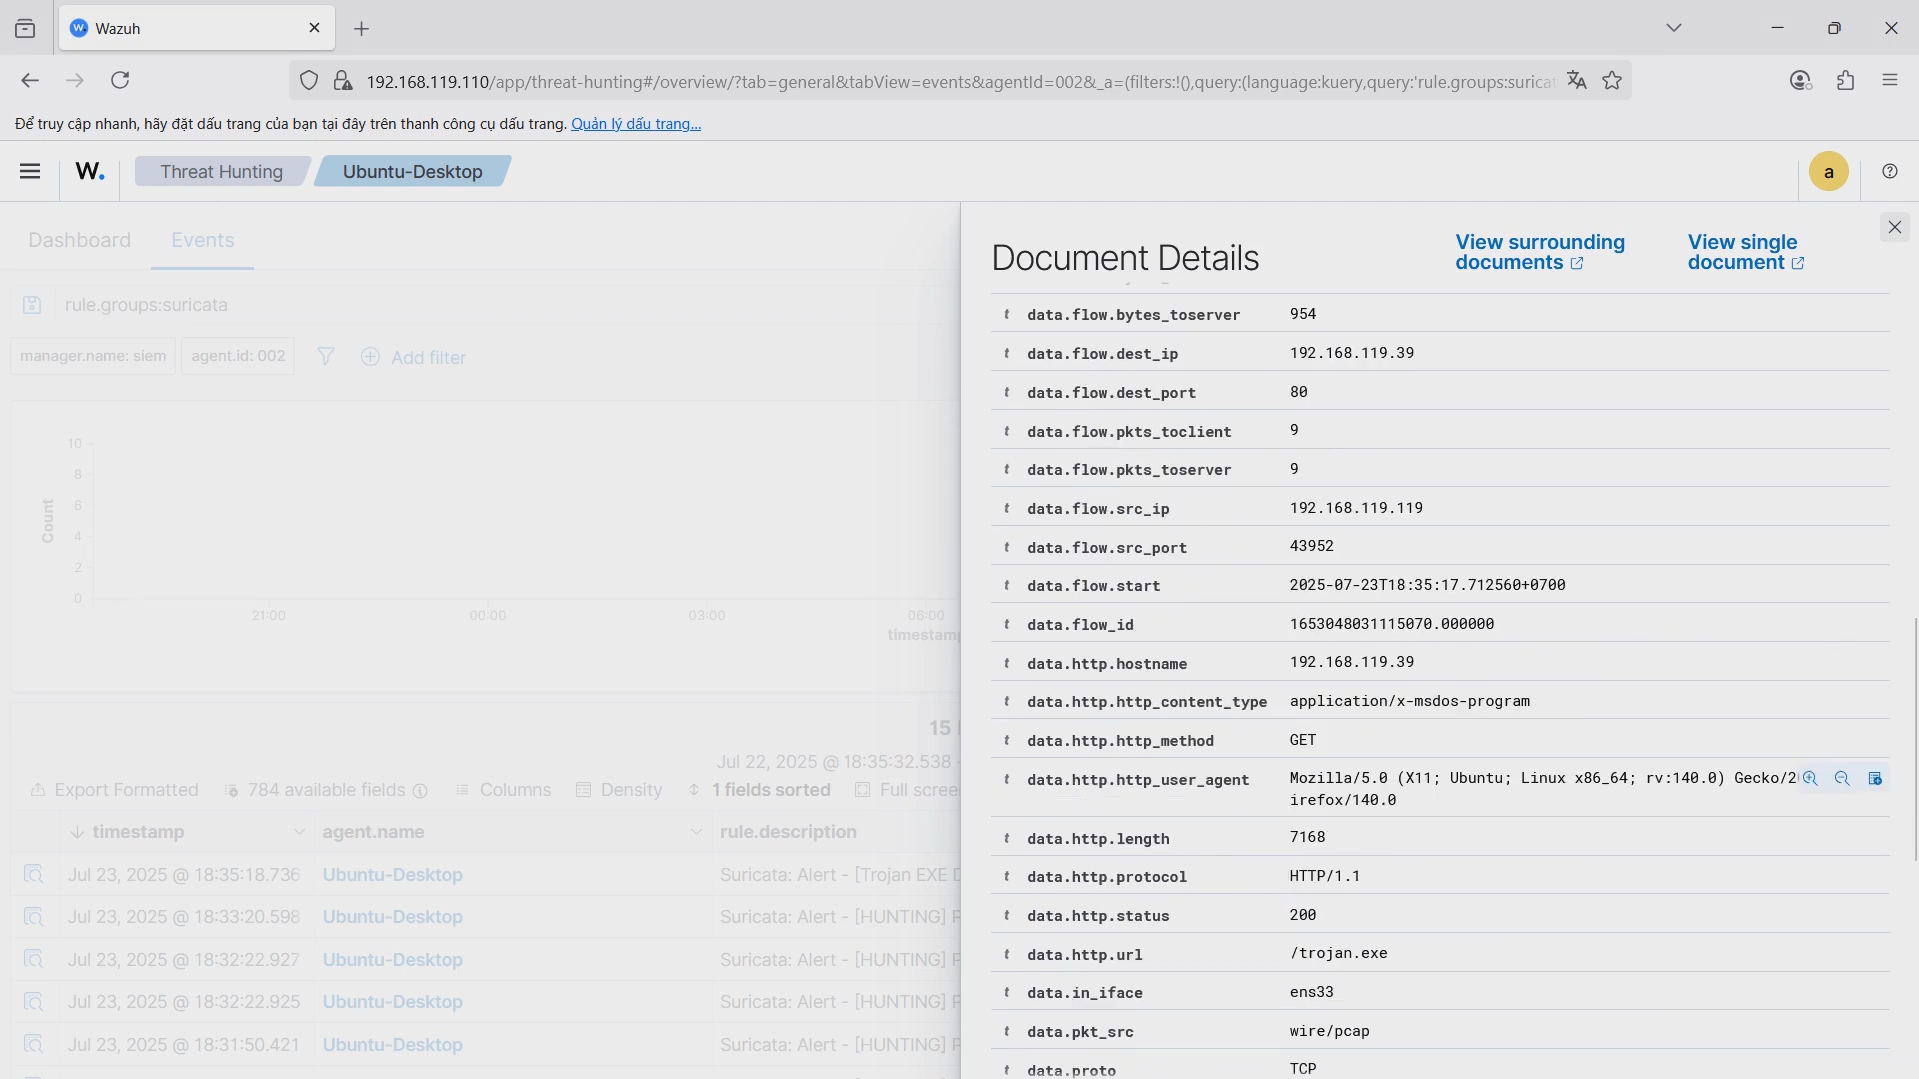 Wazuh
192.168.119.110/app/threat-hunting#/overview/?tab=general&tabView=events&agentId=002&_a=(filters:!(),query:(language:kuery,query:'rule.groups:suricat
Để truy cập nhanh, hãy đặt dấu trang của bạn tại đây trên thanh công cụ dấu trang. Quản lý dấu trang...
W. Threat Hunting Ubuntu-Desktop a
Dashboard Events
rule.groups:suricata
manager.name: siem agent.id: 002 Add filter
10
8
6
4
2
0
Count
21:00 00:00 03:00 06:00
timestamp
15
Jul 22, 2025 @ 18:35:32.538 -
Export Formatted 784 available fields Columns Density 1 fields sorted Full scree
timestamp agent.name rule.description
Jul 23, 2025 @ 18:35:18.736 Ubuntu-Desktop Suricata: Alert - [Trojan EXE D
Jul 23, 2025 @ 18:33:20.598 Ubuntu-Desktop Suricata: Alert - [HUNTING] F
Jul 23, 2025 @ 18:32:22.927 Ubuntu-Desktop Suricata: Alert - [HUNTING] F
Jul 23, 2025 @ 18:32:22.925 Ubuntu-Desktop Suricata: Alert - [HUNTING] F
Jul 23, 2025 @ 18:31:50.421 Ubuntu-Desktop Suricata: Alert - [HUNTING] F
Document Details
View surrounding
documents
View single
document
t data.flow.bytes_toserver 954
t data.flow.dest_ip 192.168.119.39
t data.flow.dest_port 80
t data.flow.pkts_toclient 9
t data.flow.pkts_toserver 9
t data.flow.src_ip 192.168.119.119
t data.flow.src_port 43952
t data.flow.start 2025-07-23T18:35:17.712560+0700
t data.flow_id 1653048031115070.000000
t data.http.hostname 192.168.119.39
t data.http.http_content_type application/x-msdos-program
t data.http.http_method GET
t data.http.http_user_agent Mozilla/5.0 (X11; Ubuntu; Linux x86_64; rv:140.0) Gecko/2
irefox/140.0
t data.http.length 7168
t data.http.protocol HTTP/1.1
t data.http.status 200
t data.http.url /trojan.exe
t data.in_iface ens33
t data.pkt_src wire/pcap
t data.proto TCP